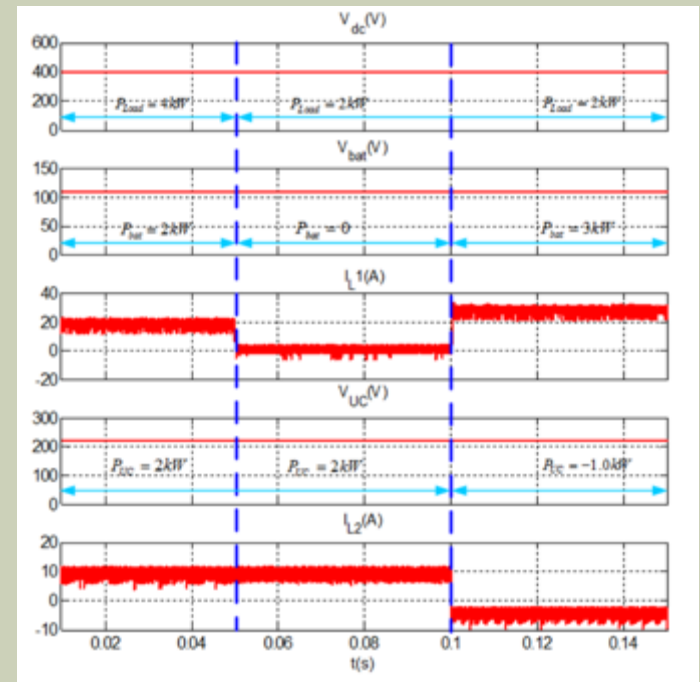 V_dc(V)
600
400
200
0
P_Load = 4kW
P_Load = 2kW
P_Load = 2kW
V_bat(V)
150
100
50
0
P_bat = 2kW
P_bat = 0
P_bat = 3kW
I_L1(A)
40
20
0
-20
V_UC(V)
300
200
100
0
P_UC = 2kW
P_UC = 2kW
P_UC = -1.0kW
I_L2(A)
20
10
0
-10
0.02 0.04 0.06 0.08 0.1 0.12 0.14
t(s)